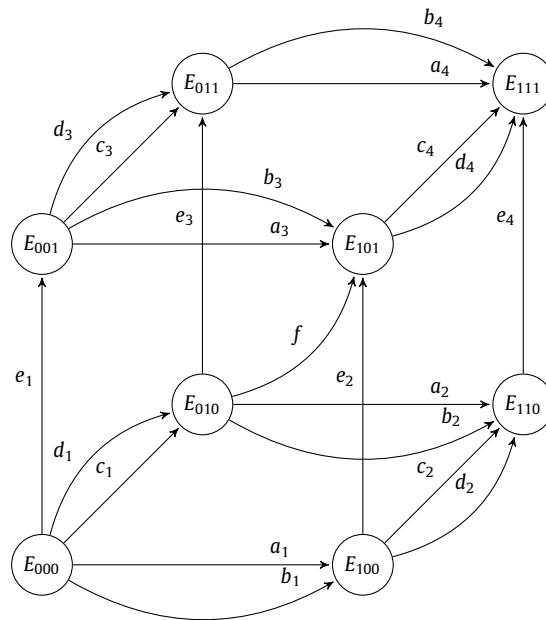 b₄
E₀₁₁
a₄
E₁₁₁
d₃
c₃
c₄
d₄
b₃
e₃
e₄
E₀₀₁
a₃
E₁₀₁
f
e₁
e₂
E₀₁₀
a₂
E₁₁₀
b₂
d₁
c₁
c₂
d₂
a₁
E₀₀₀
b₁
E₁₀₀